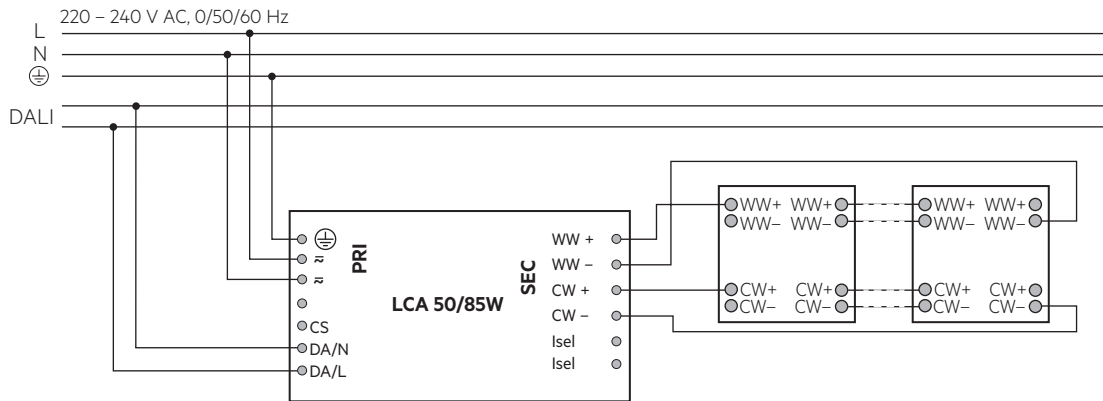 220 – 240 V AC, 0/50/60 Hz
L
N
DALI
PRI
SEC
LCA 50/85W
CS
DA/N
DA/L
WW +
WW –
CW +
CW –
Isel
Isel
WW+ WW+
WW– WW–
CW+ CW+
CW– CW–
WW+ WW+
WW– WW–
CW+ CW+
CW– CW–